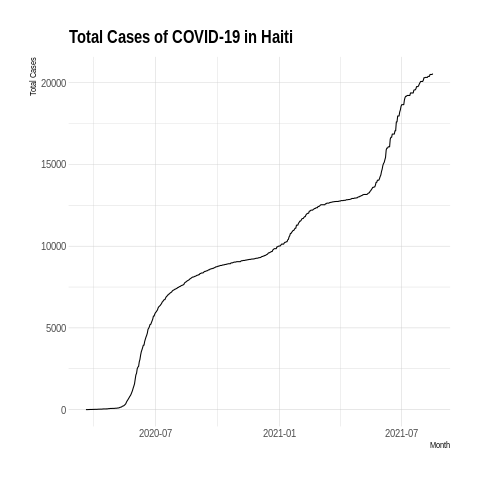 Total Cases of COVID-19 in Haiti
Total Cases
20000
15000
10000
5000
0
2020-07
2021-01
2021-07
Month